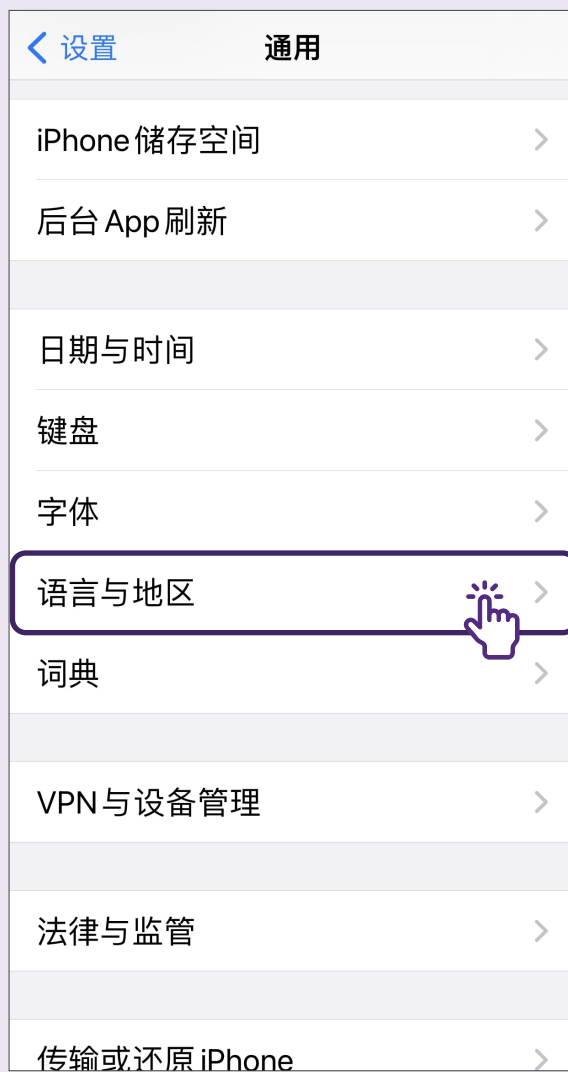 设置 通用
iPhone储存空间
后台App刷新
日期与时间
键盘
字体
语言与地区
词典
VPN与设备管理
法律与监管
传输或还原iPhone